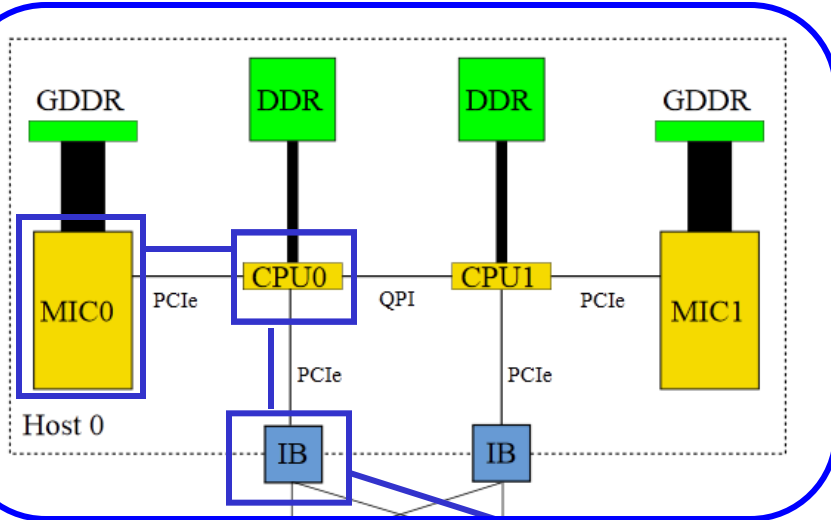 GDDR
DDR
DDR
GDDR
MIC0
PCIe
CPU0
QPI
CPU1
PCIe
MIC1
PCIe
PCIe
Host 0
IB
IB